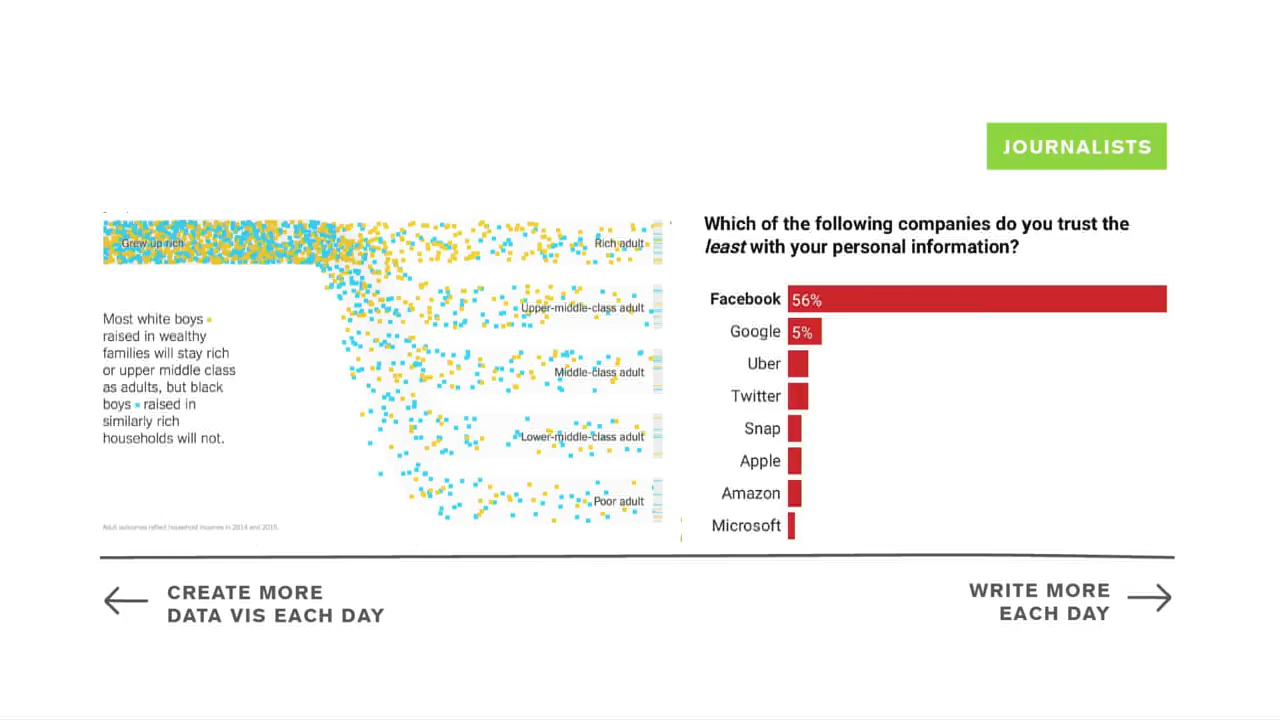 JOURNALISTS
Grew up rich
Rich adult
Upper-middle-class adult
Middle-class adult
Lower-middle-class adult
Poor adult
Most white boys
raised in wealthy
families will stay rich
or upper middle class
as adults, but black
boys raised in
similarly rich
households will not.
Adult outcomes reflect household incomes in 2014 and 2015.
Which of the following companies do you trust the
least with your personal information?
Facebook 56%
Google 5%
Uber
Twitter
Snap
Apple
Amazon
Microsoft
← CREATE MORE
DATA VIS EACH DAY
WRITE MORE →
EACH DAY